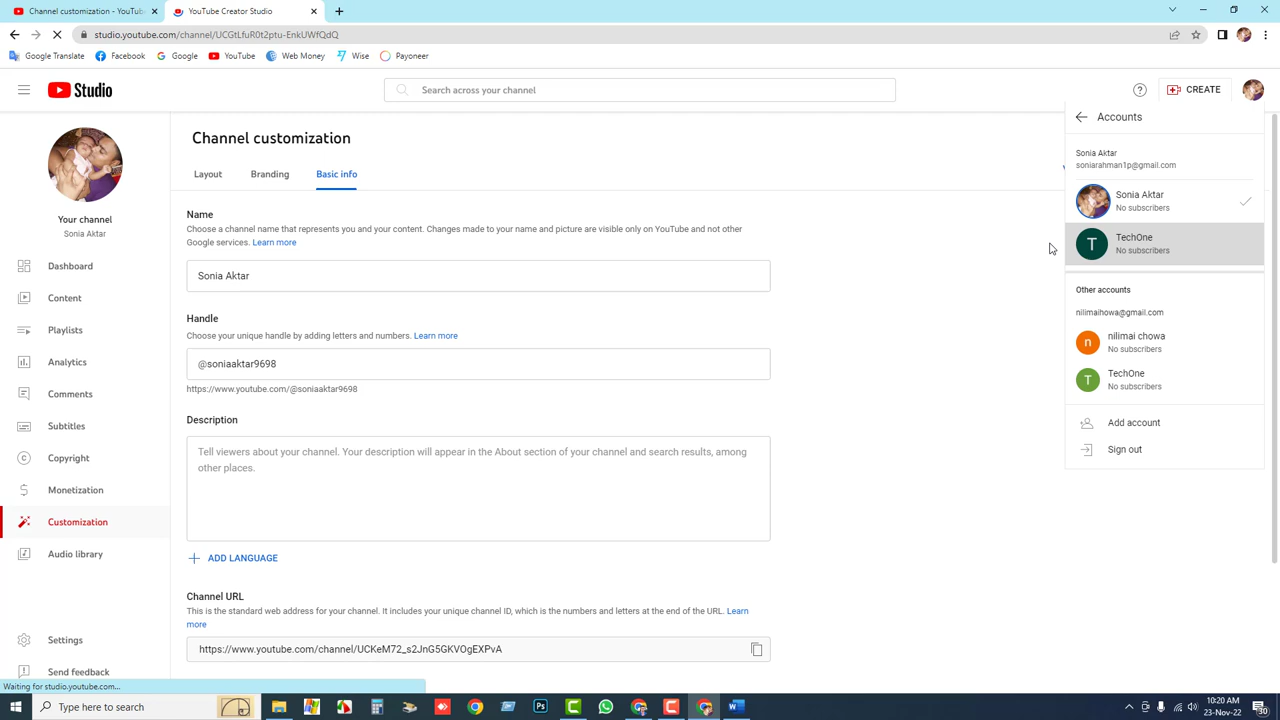 Channel customization - YouT
YouTube Creator Studio
studio.youtube.com/channel/UCGtLfuR0t2ptu-EnkUWfQdQ
Google Translate
Facebook
Google
YouTube
Web Money
Wise
Payoneer
Studio
Search across your channel
CREATE
Your channel
Sonia Aktar
Dashboard
Content
Playlists
Analytics
Comments
Subtitles
Copyright
Monetization
Customization
Audio library
Settings
Send feedback
Channel customization
Layout
Branding
Basic info
Name
Choose a channel name that represents you and your content. Changes made to your name and picture are visible only on YouTube and not other
Google services. Learn more
Sonia Aktar
Handle
Choose your unique handle by adding letters and numbers. Learn more
@soniaaktar9698
https://www.youtube.com/@soniaaktar9698
Description
Tell viewers about your channel. Your description will appear in the About section of your channel and search results, among
other places.
ADD LANGUAGE
Channel URL
This is the standard web address for your channel. It includes your unique channel ID, which is the numbers and letters at the end of the URL. Learn
more
https://www.youtube.com/channel/UCKeM72_s2JnG5GKVOgEXPvA
Accounts
Sonia Aktar
soniarahman1p@gmail.com
Sonia Aktar
No subscribers
T
TechOne
No subscribers
Other accounts
nilimaihowa@gmail.com
n
nilimai chowa
No subscribers
T
TechOne
No subscribers
Add account
Sign out
Waiting for studio.youtube.com...
Type here to search
10:20 AM
23-Nov-22
30